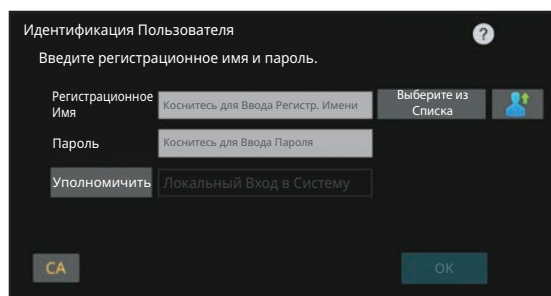 Идентификация Пользователя ?
Введите регистрационное имя и пароль.
Регистрационное
Имя
Коснитесь для Ввода Регистр. Имени
Выберите из
Списка
Пароль
Коснитесь для Ввода Пароля
Уполномичить
Локальный Вход в Систему
CA
OK